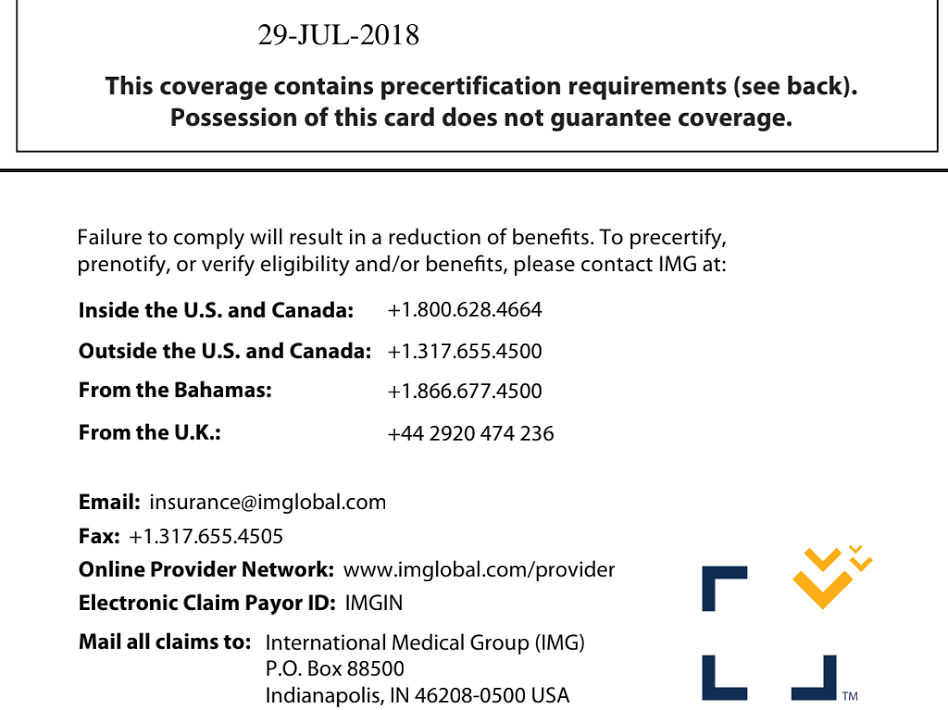 29-JUL-2018
This coverage contains precertification requirements (see back).
Possession of this card does not guarantee coverage.
Failure to comply will result in a reduction of benefits. To precertify,
prenotify, or verify eligibility and/or benefits, please contact IMG at:
Inside the U.S. and Canada: +1.800.628.4664
Outside the U.S. and Canada: +1.317.655.4500
From the Bahamas: +1.866.677.4500
From the U.K.: +44 2920 474 236
Email: insurance@imglobal.com
Fax: +1.317.655.4505
Online Provider Network: www.imglobal.com/provider
Electronic Claim Payor ID: IMGIN
Mail all claims to: International Medical Group (IMG)
P.O. Box 88500
Indianapolis, IN 46208-0500 USA
TM